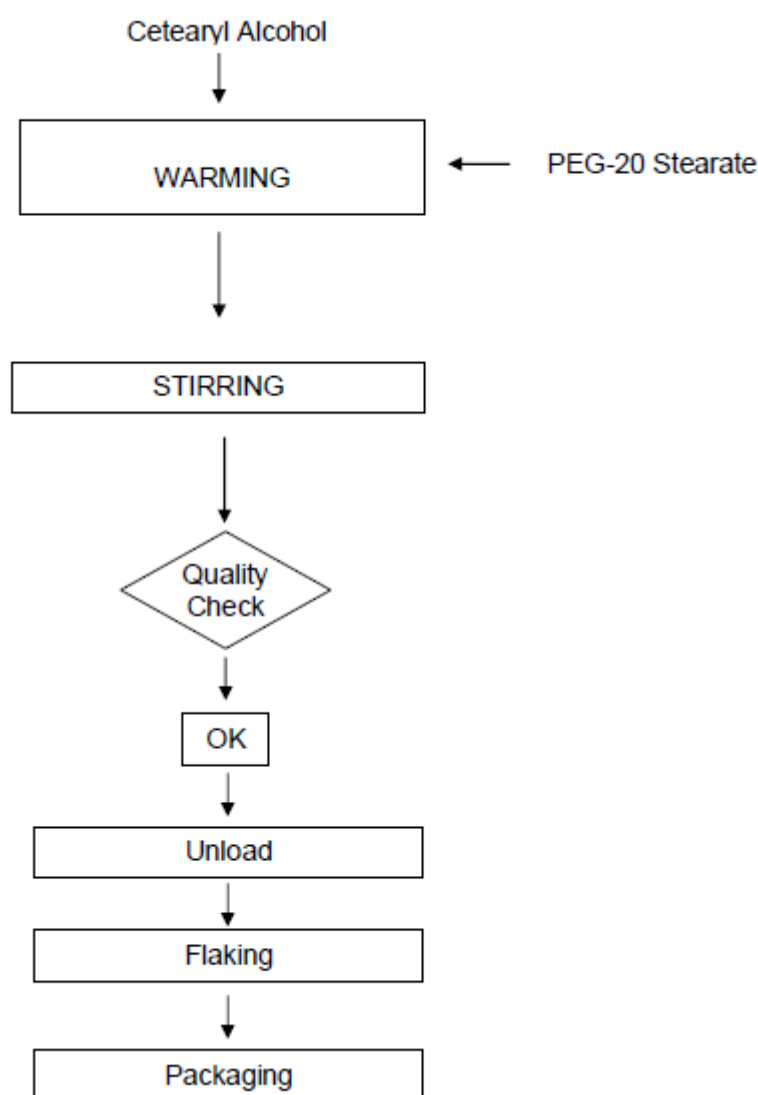 Cetearyl Alcohol
WARMING
PEG-20 Stearate
STIRRING
Quality
Check
OK
Unload
Flaking
Packaging